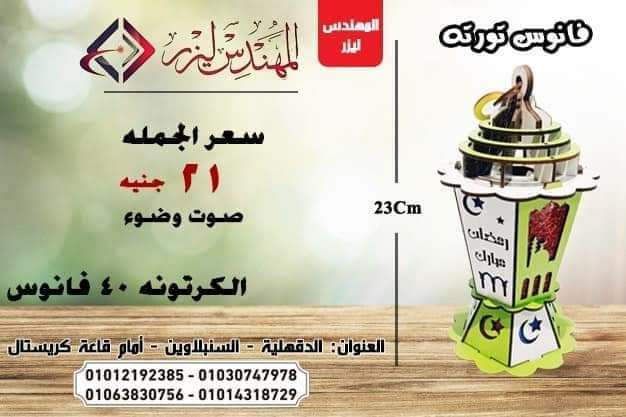 المهندس ليزر
المهندس
ليزر
فانوس تورته
سعر الجمله
٢١ جنيه
صوت وضوء
23Cm
رمضان
مبارك
الكرتونه ٤٠ فانوس
العنوان: الدقهلية - السنبلاوين - أمام قاعة كريستال
01012192385 - 01030747978
01063830756 - 01014318729